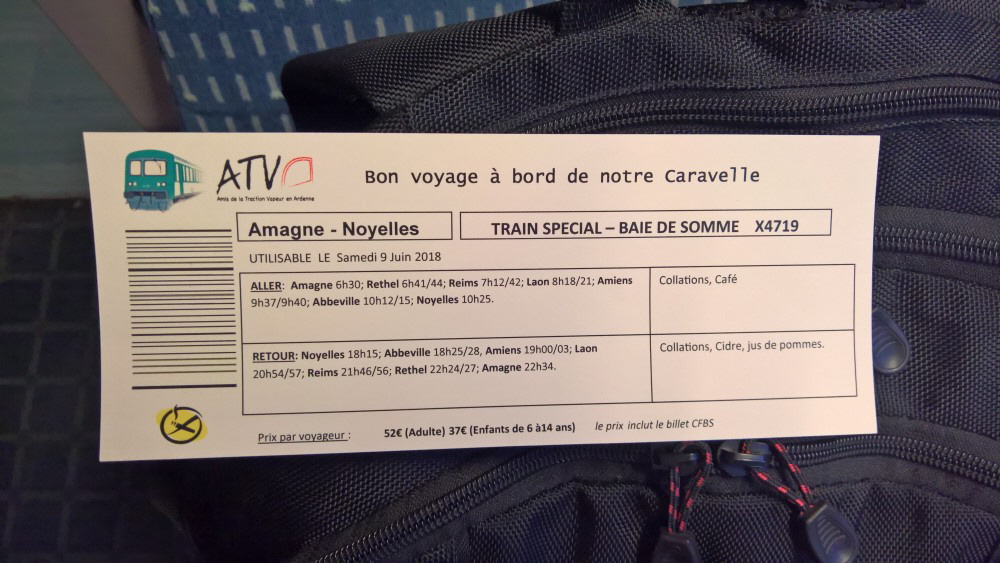 ATVA
Amis de la Traction Vapeur en Ardenne
Bon voyage à bord de notre Caravelle
Amagne - Noyelles
TRAIN SPECIAL – BAIE DE SOMME X4719
UTILISABLE LE Samedi 9 Juin 2018
ALLER: Amagne 6h30; Rethel 6h41/44; Reims 7h12/42; Laon 8h18/21; Amiens
9h37/9h40; Abbeville 10h12/15; Noyelles 10h25.
Collations, Café
RETOUR: Noyelles 18h15; Abbeville 18h25/28, Amiens 19h00/03; Laon
20h54/57; Reims 21h46/56; Rethel 22h24/27; Amagne 22h34.
Collations, Cidre, jus de pommes.
Prix par voyageur : 52€ (Adulte) 37€ (Enfants de 6 à14 ans) le prix inclut le billet CFBS